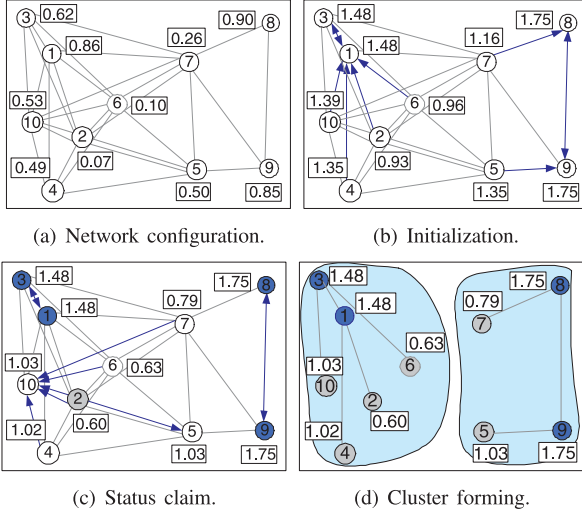 3 0.62 0.90 8
1 0.86 0.26
7
0.53 6
10 0.10
2
0.49 0.07 5 9
4 0.50 0.85
(a) Network configuration.
3 1.48 1.75 8
1 1.48 1.16
7
1.39 6
10 0.96
2
1.35 0.93 5 9
4 1.35 1.75
(b) Initialization.
3 1.48 1.75 8
1 1.48 0.79
7
1.03 6
10 0.63
2
1.02 0.60 5 9
4 1.03 1.75
(c) Status claim.
3 1.48 1.75 8
1 1.48 0.79
7
0.63
1.03 6
10 2
1.02 0.60 5 9
4 1.03 1.75
(d) Cluster forming.